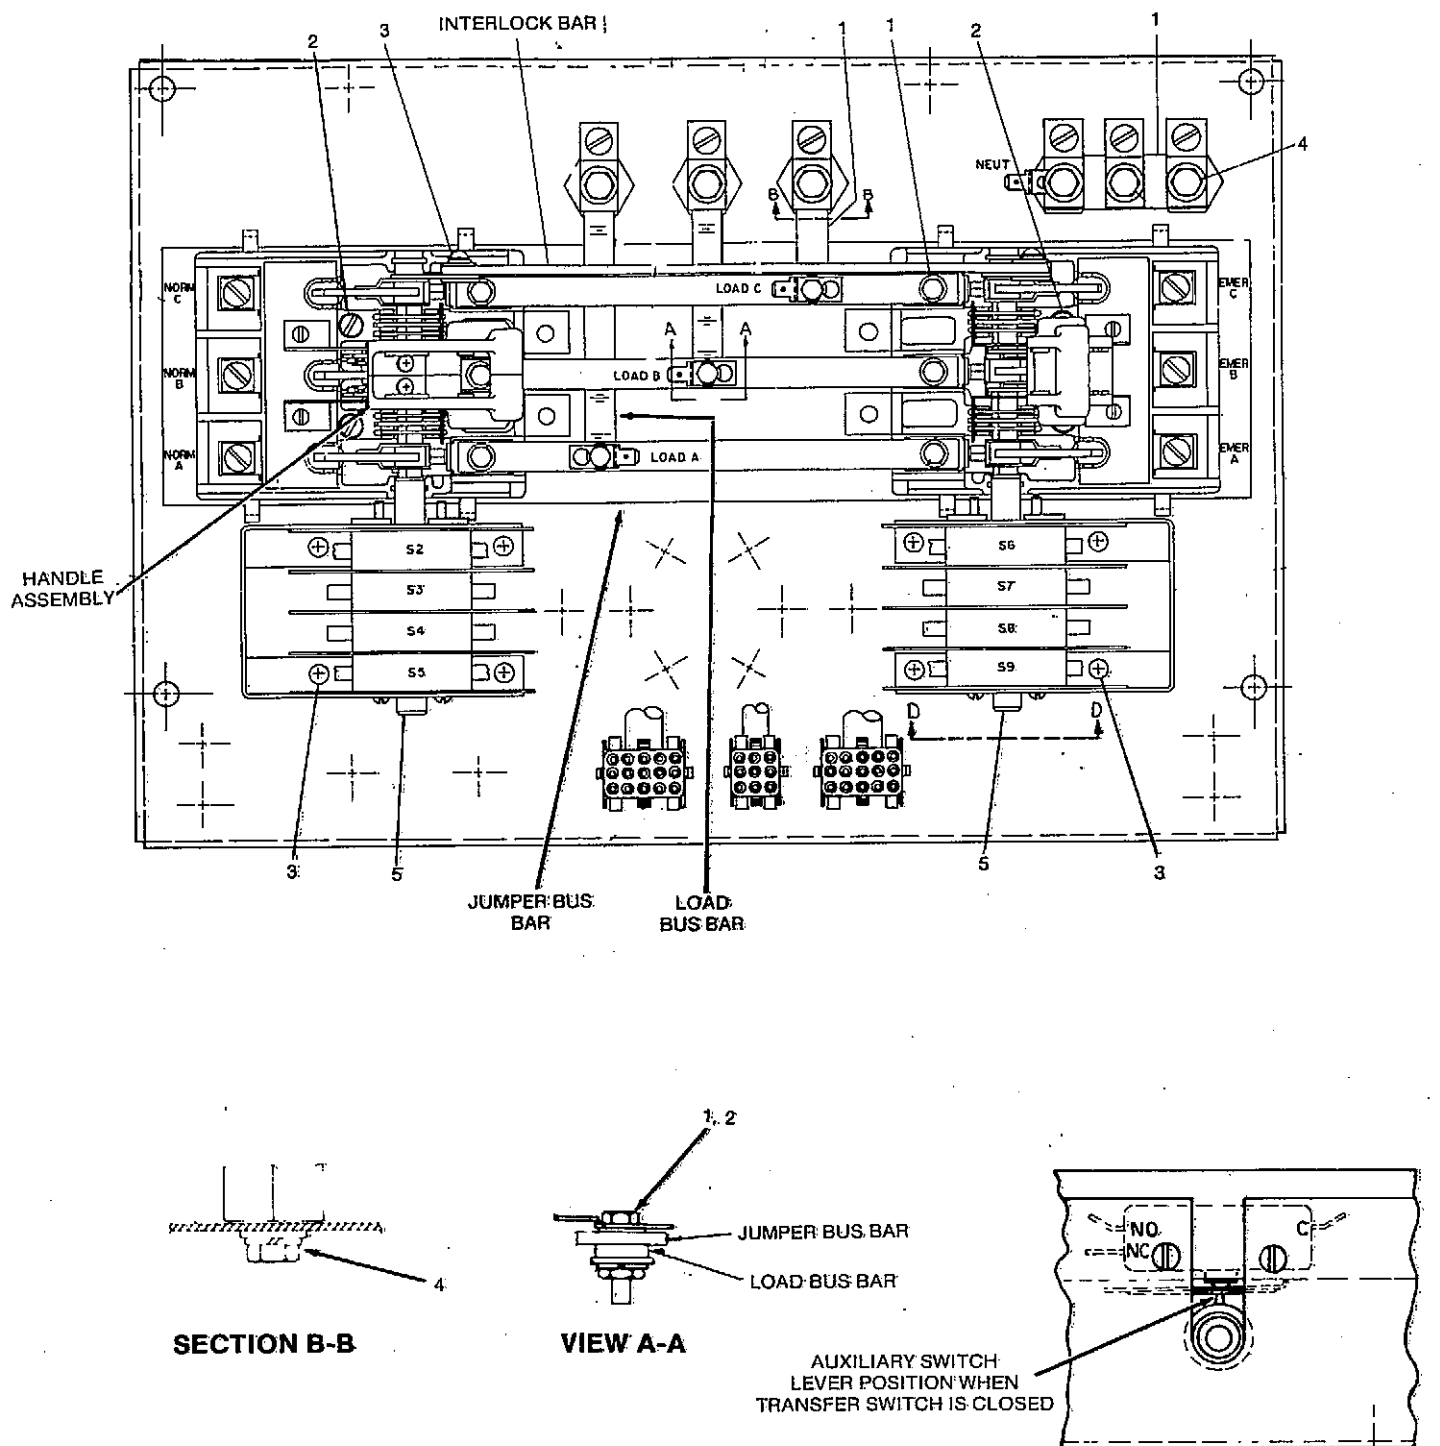 INTERLOCK BAR
2
3
1
1
2
1
4
NEUT
B
B
NORM
C
LOAD C
EMER
C
A
A
NORM
B
LOAD B
EMER
B
NORM
A
LOAD A
EMER
A
HANDLE
ASSEMBLY
S2
S3
S4
S5
S6
S7
S8
S9
D
D
3
5
5
3
JUMPER BUS
BAR
LOAD
BUS BAR
1, 2
JUMPER BUS BAR
LOAD BUS BAR
4
NO
NC
C
SECTION B-B
VIEW A-A
AUXILIARY SWITCH
LEVER POSITION WHEN
TRANSFER SWITCH IS CLOSED